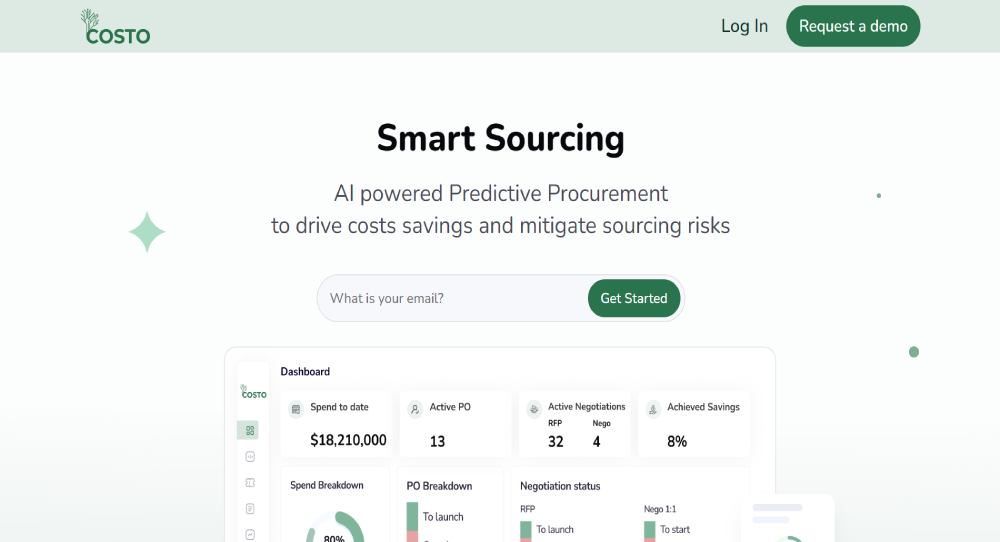 COSTO
Log In
Request a demo
Smart Sourcing
AI powered Predictive Procurement
to drive costs savings and mitigate sourcing risks
What is your email?
Get Started
Dashboard
COSTO
Spend to date
$18,210,000
Active PO
13
Active Negotiations
RFP Nego
32 4
Achieved Savings
8%
Spend Breakdown
80%
PO Breakdown
To launch
Negotiation status
RFP
To launch
Nego 1:1
To start